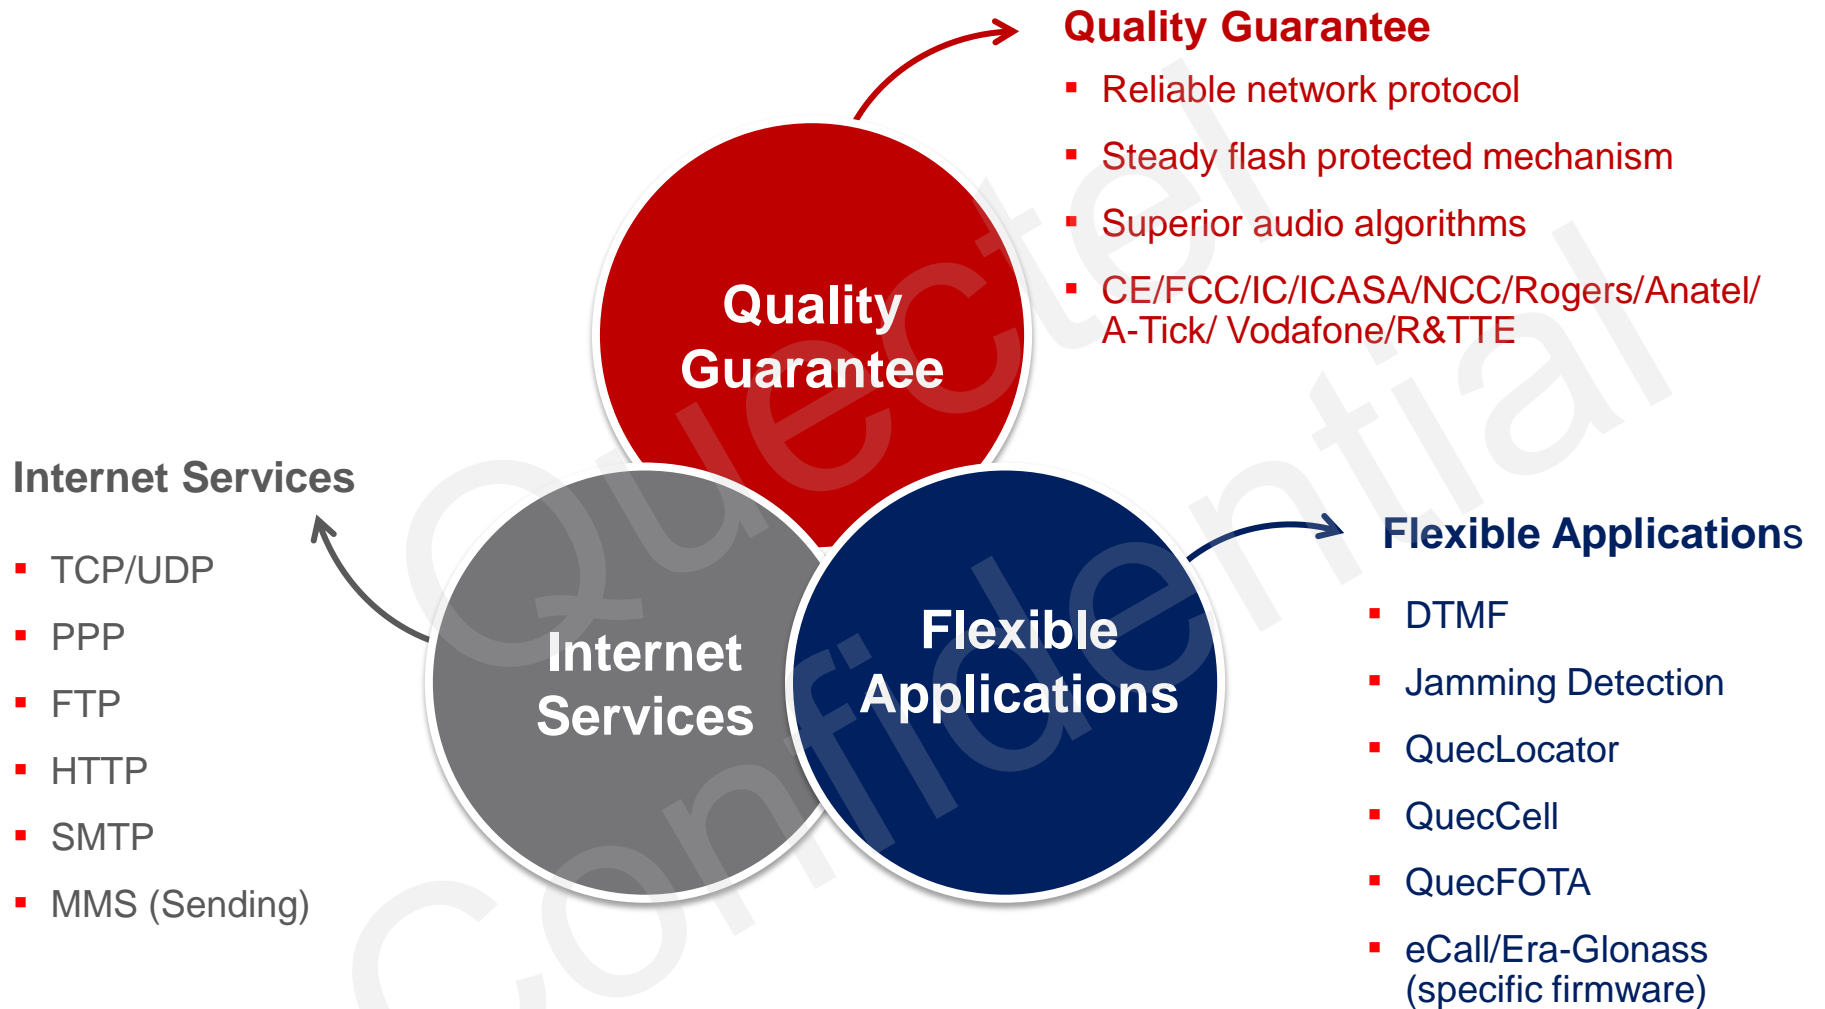 Quality Guarantee
Reliable network protocol
Steady flash protected mechanism
Superior audio algorithms
CE/FCC/IC/ICASA/NCC/Rogers/Anatel/
A-Tick/ Vodafone/R&TTE
Quality
Guarantee
Internet Services
TCP/UDP
PPP
FTP
HTTP
SMTP
MMS (Sending)
Internet
Services
Flexible
Applications
Flexible Applications
DTMF
Jamming Detection
QuecLocator
QuecCell
QuecFOTA
eCall/Era-Glonass
(specific firmware)
Quectel
Confidential